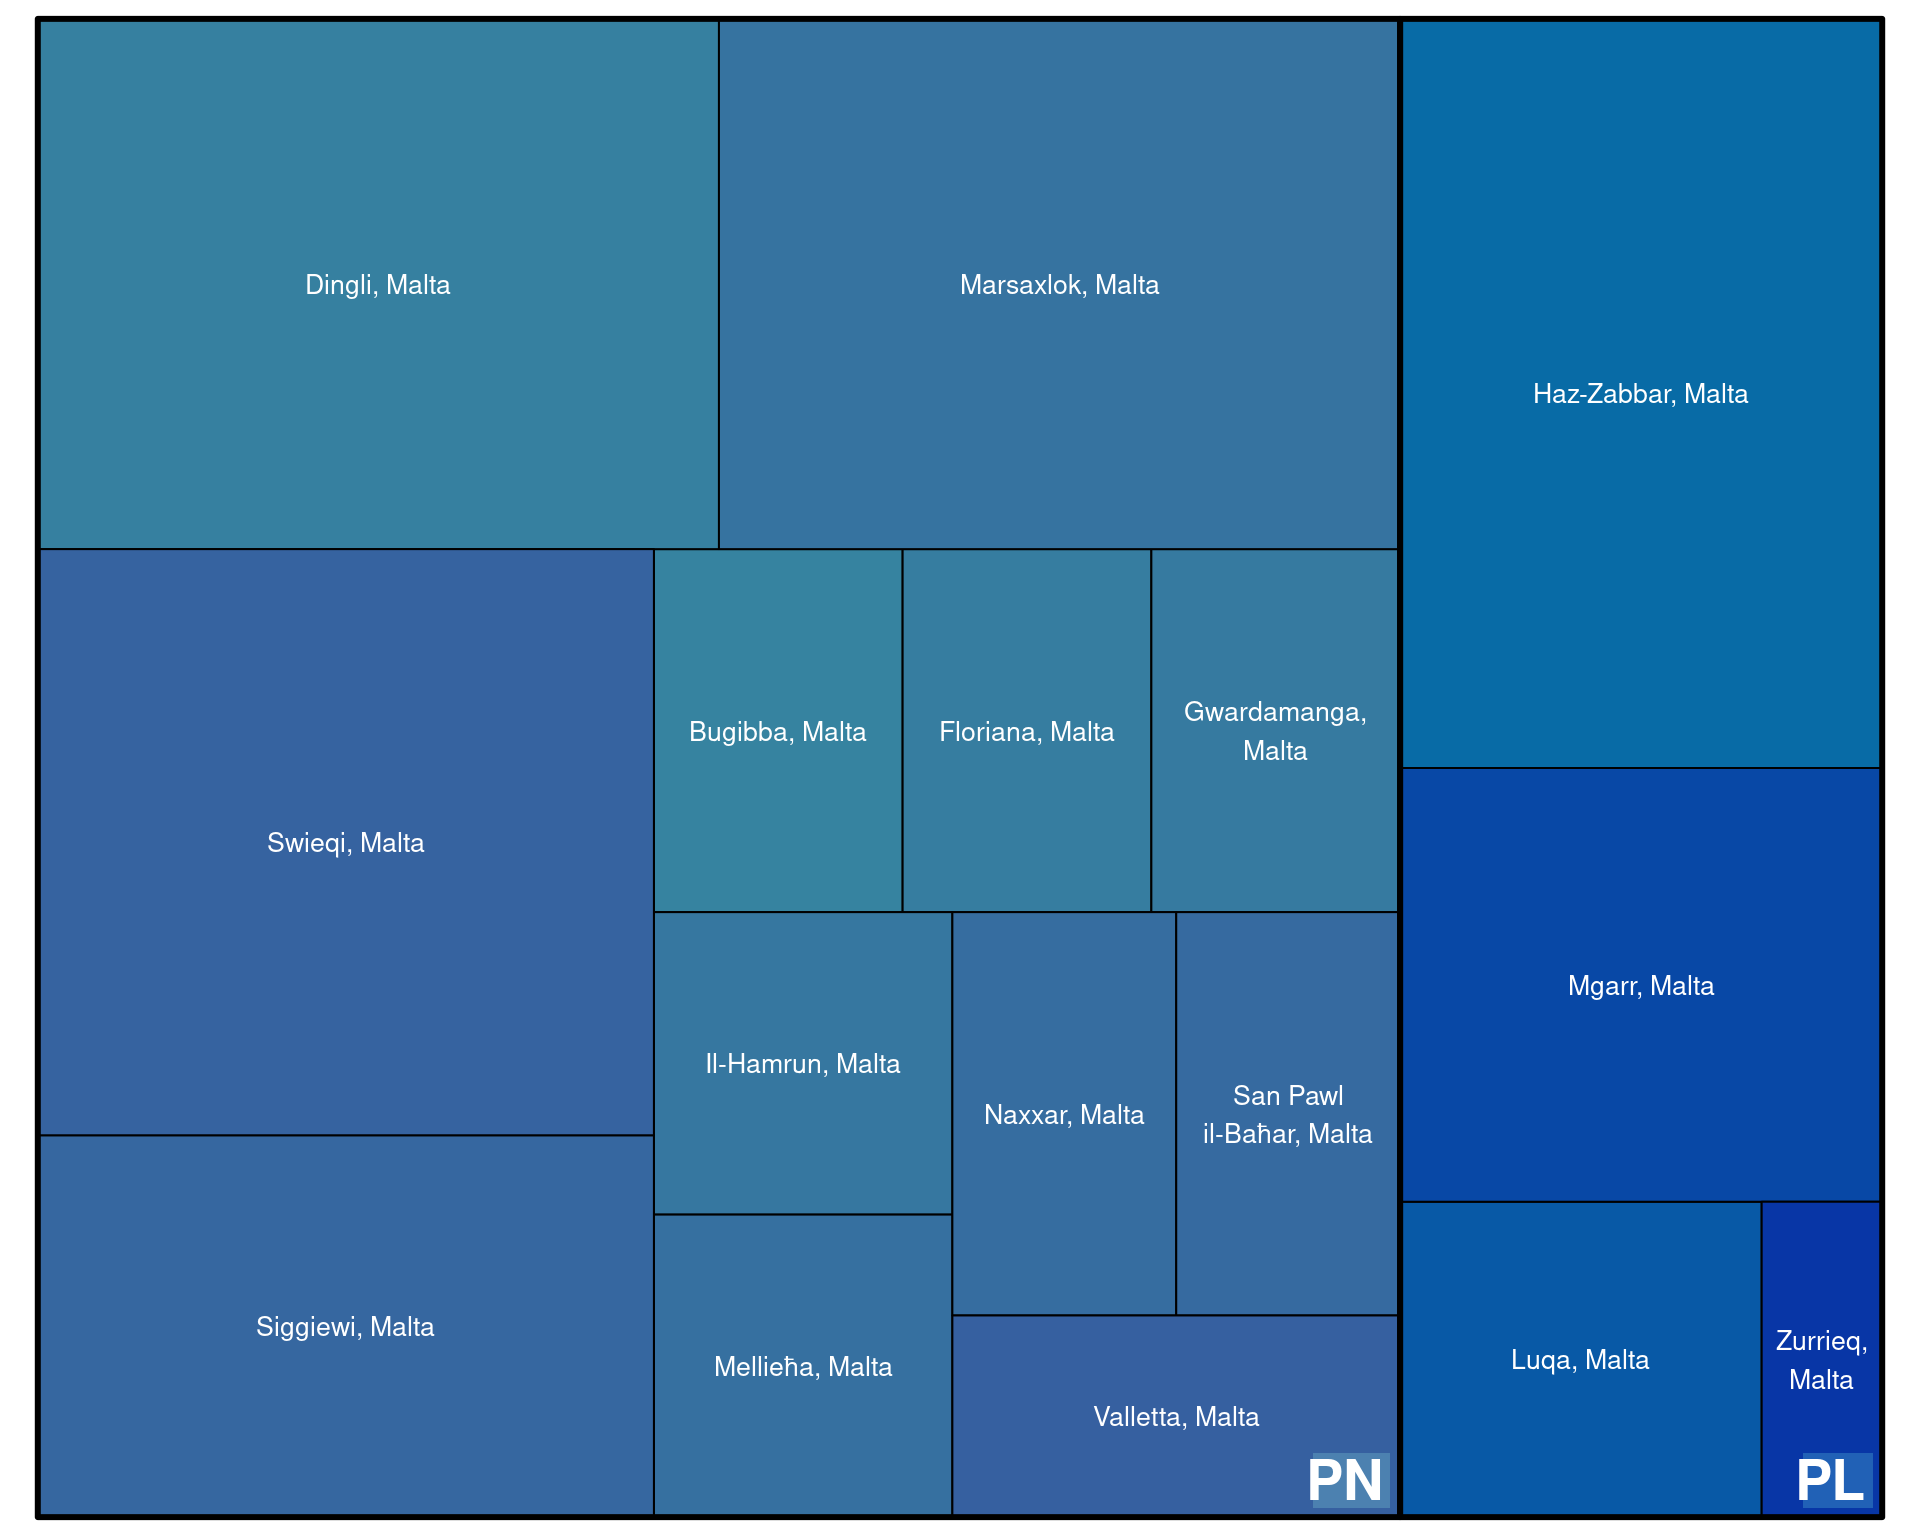 Dingli, Malta
Marsaxlok, Malta
Haz-Zabbar, Malta
Swieqi, Malta
Bugibba, Malta
Floriana, Malta
Gwardamanga,
Malta
Mgarr, Malta
Il-Hamrun, Malta
Naxxar, Malta
San Pawl
il-Baħar, Malta
Siggiewi, Malta
Mellieħa, Malta
Valletta, Malta
Luqa, Malta
Zurrieq,
Malta
PN
PL